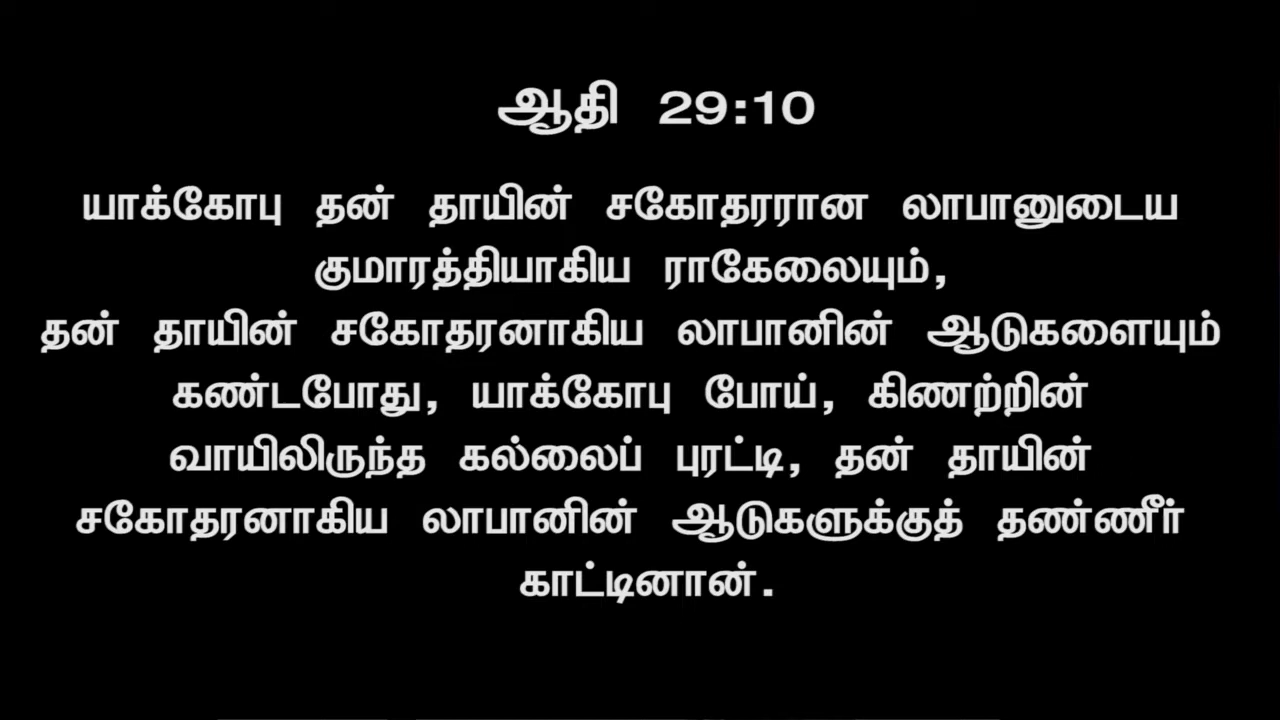 ஆதி 29:10
யாக்கோபு தன் தாயின் சகோதரரான லாபானுடைய
குமாரத்தியாகிய ராகேலையும்,
தன் தாயின் சகோதரனாகிய லாபானின் ஆடுகளையும்
கண்டபோது, யாக்கோபு போய், கிணற்றின்
வாயிலிருந்த கல்லைப் புரட்டி, தன் தாயின்
சகோதரனாகிய லாபானின் ஆடுகளுக்குத் தண்ணீர்
காட்டினான்.